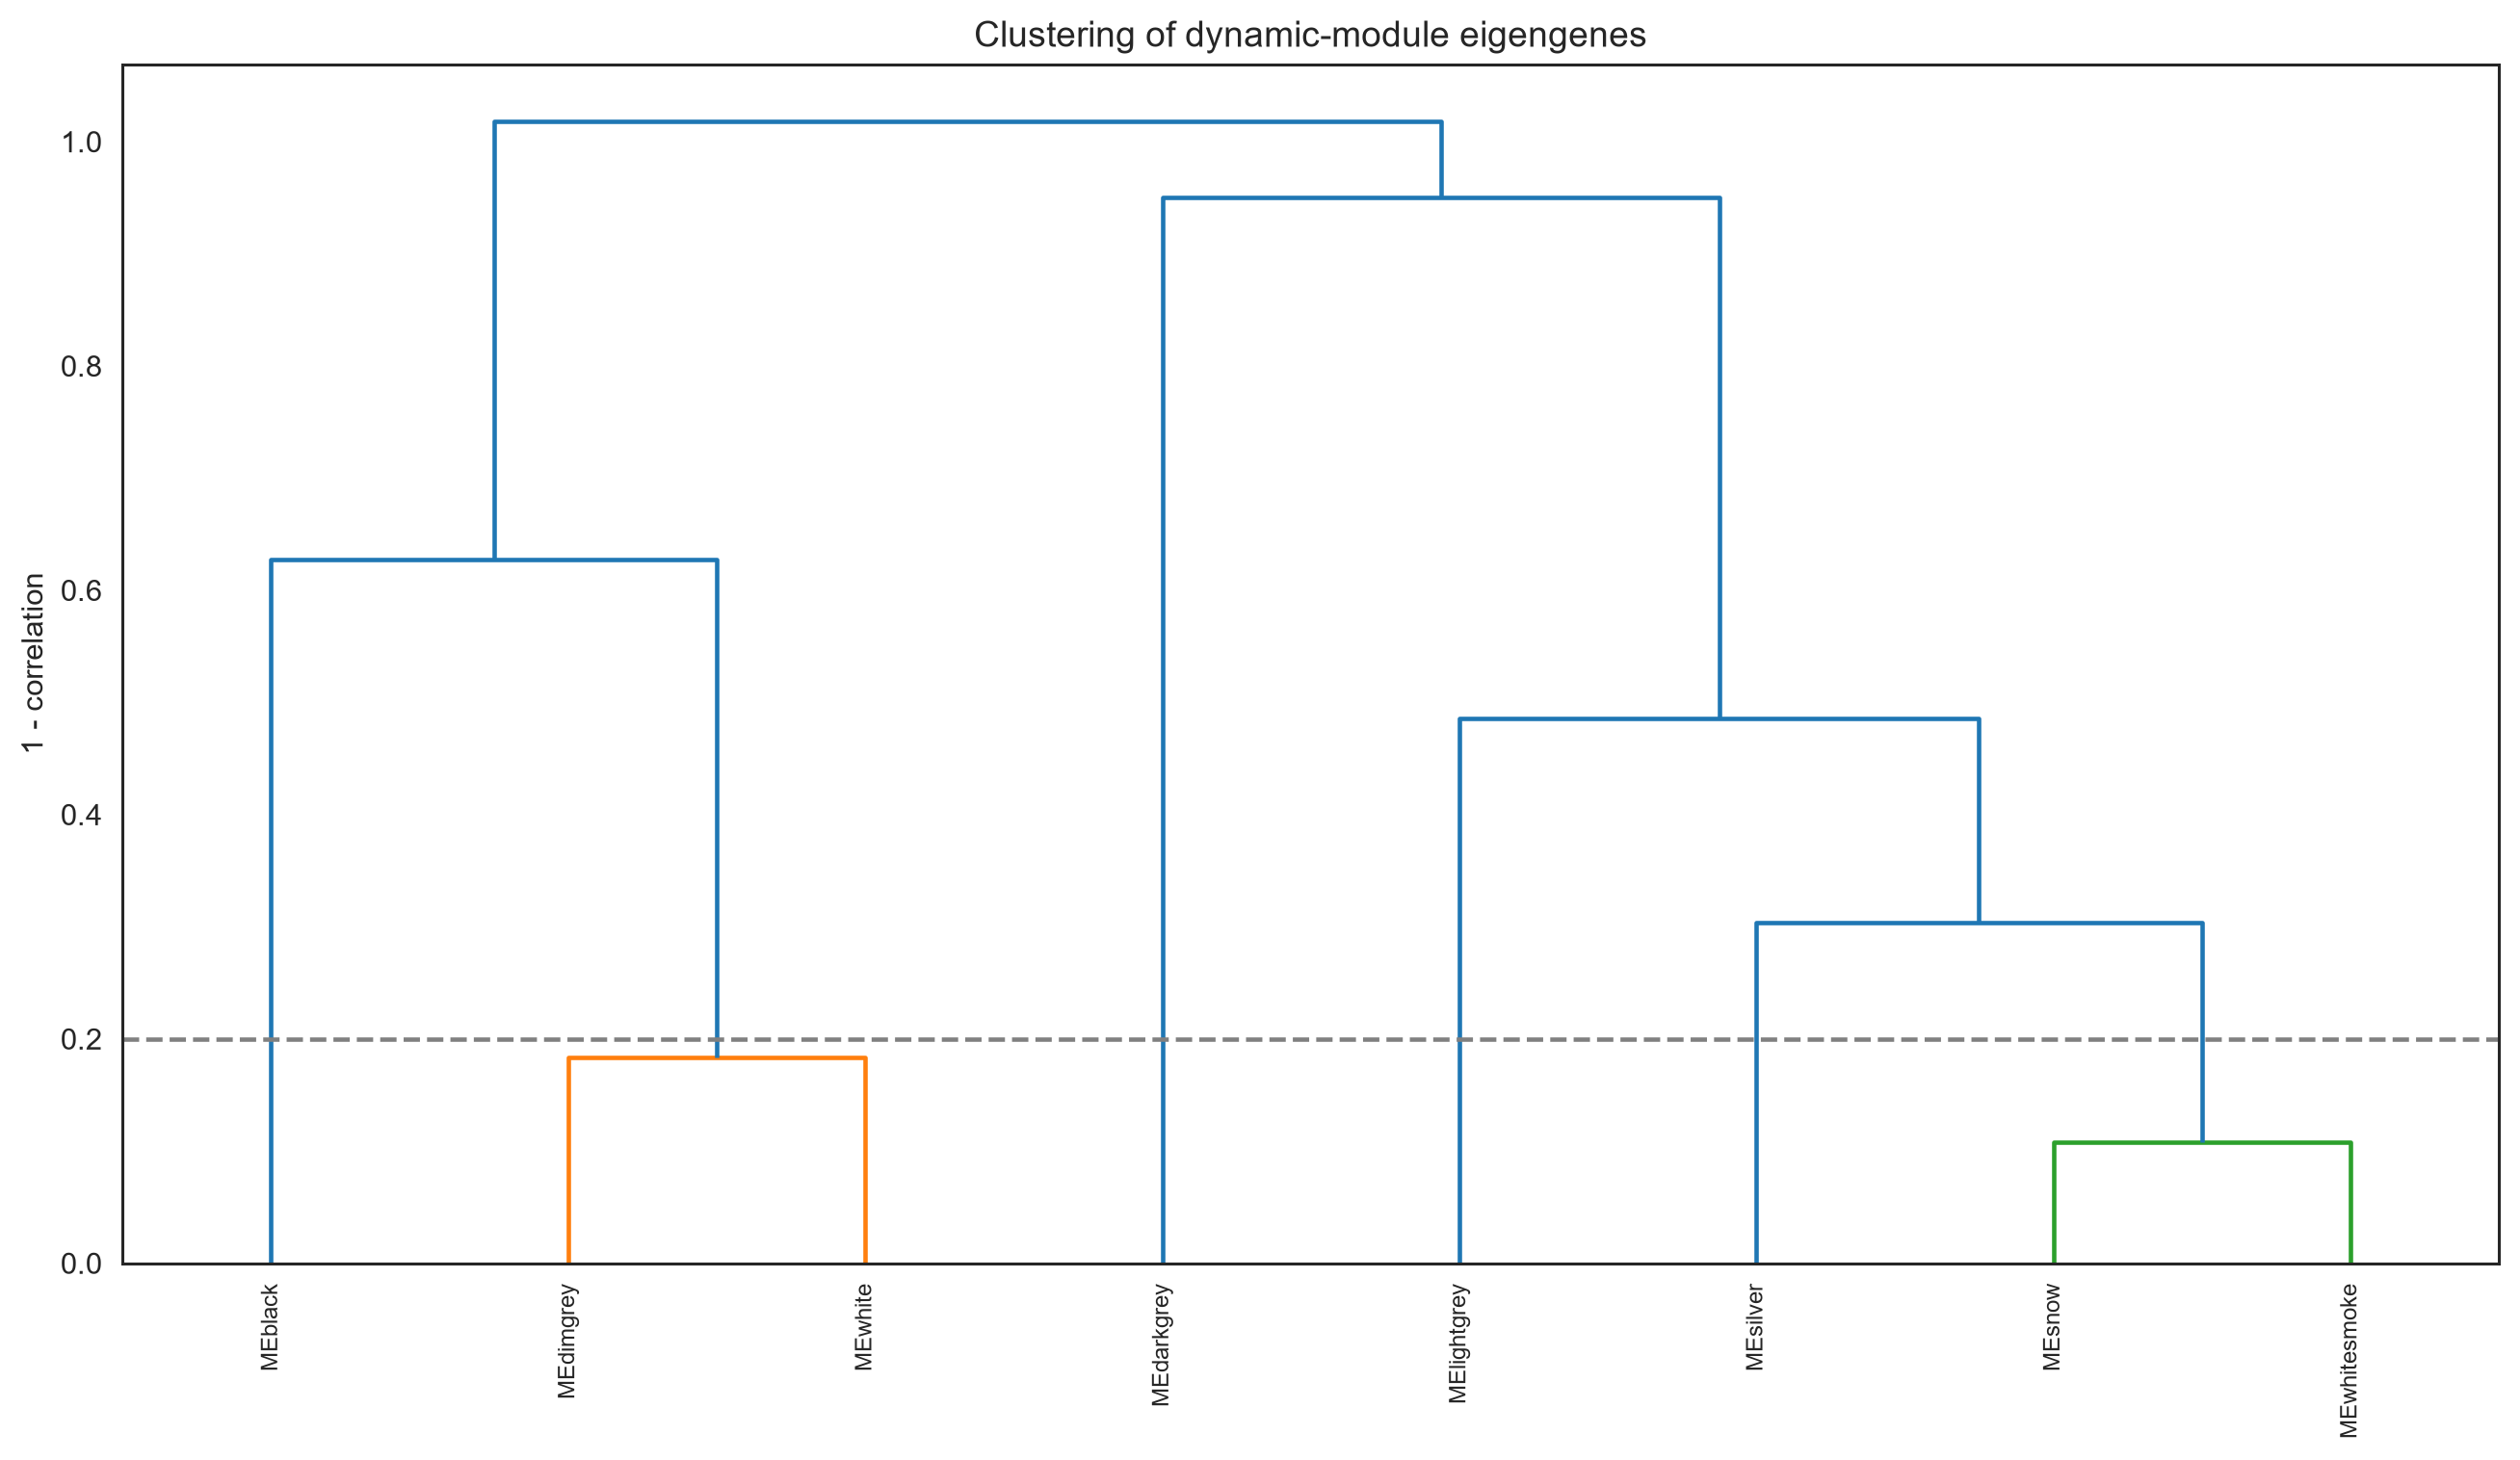 Clustering of dynamic-module eigengenes
1 - correlation
1.0
0.8
0.6
0.4
0.2
0.0
MEblack
MEdimgrey
MEwhite
MEdarkgrey
MElightgrey
MEsilver
MEsnow
MEwhitesmoke